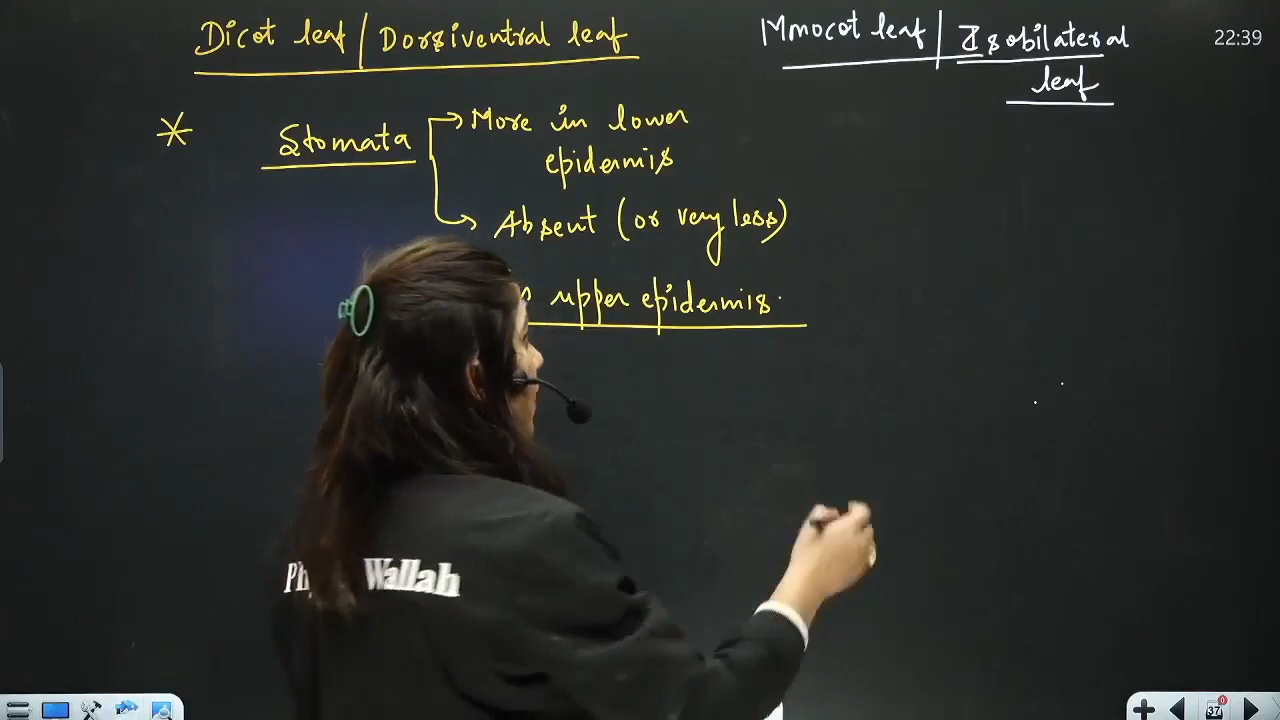 Dicot leaf | Dorsiventral leaf
Monocot leaf | Isobilateral
leaf
22:39
* Stomata → More in lower
epidermis
→ Absent (or very less)
upper epidermis.
Wallah
37